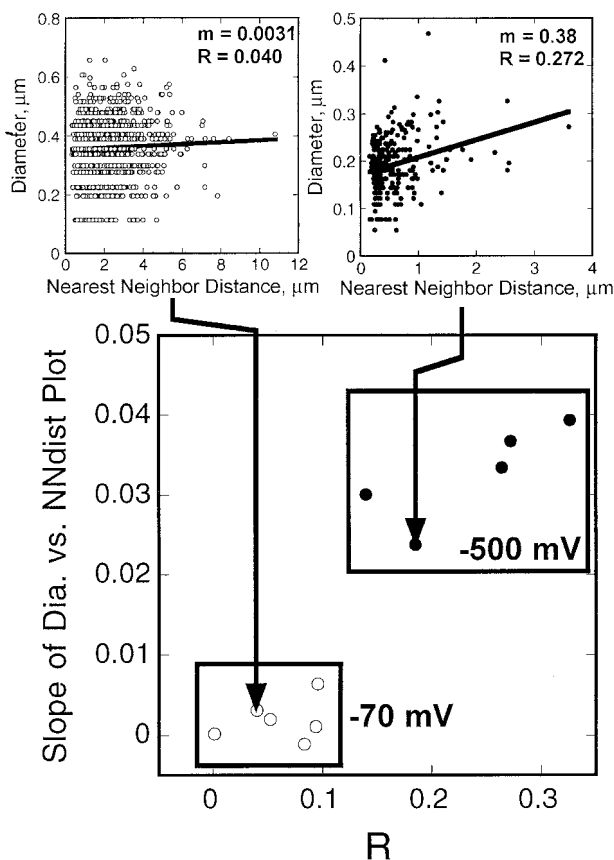 m = 0.0031
R = 0.040
0.8
0.6
0.4
0.2
0
Diameter, μm
0 2 4 6 8 10 12
Nearest Neighbor Distance, μm
m = 0.38
R = 0.272
0.5
0.4
0.3
0.2
0.1
0
Diameter, μm
0 1 2 3 4
Nearest Neighbor Distance, μm
0.05
0.04
0.03
0.02
0.01
0
Slope of Dia. vs. NNdist Plot
-500 mV
-70 mV
0 0.1 0.2 0.3
R